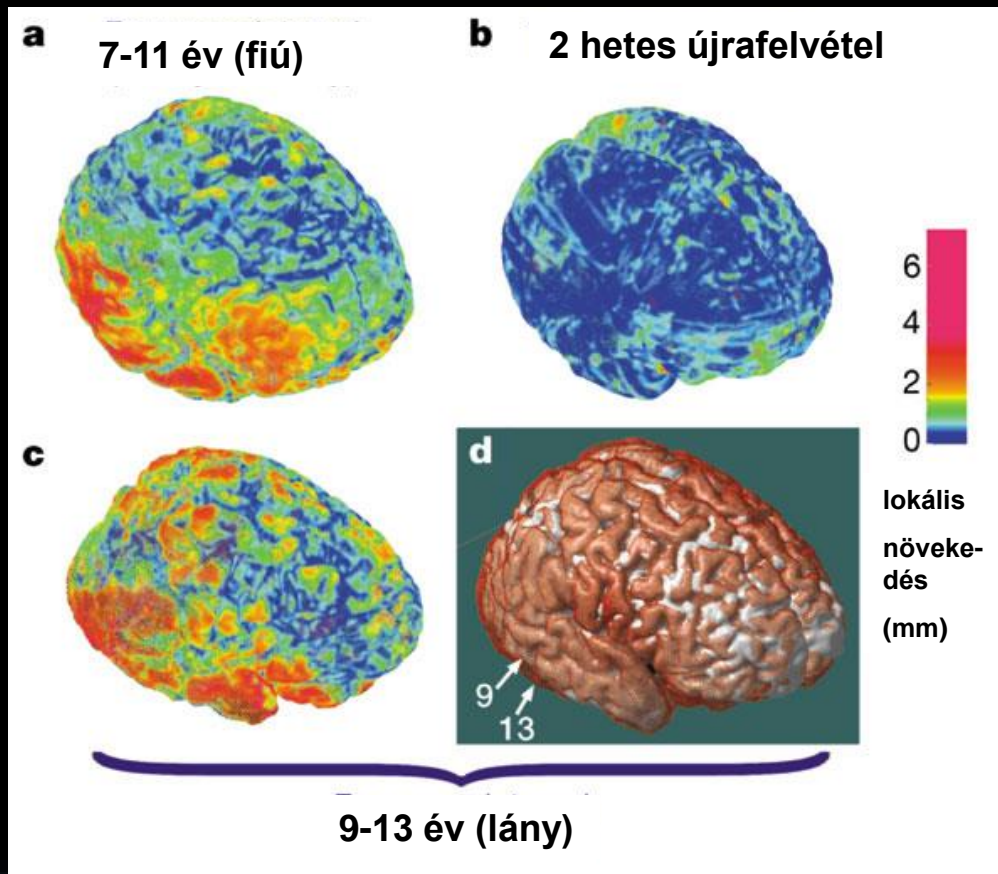 a
7-11 év (fiú)
b
2 hetes újrafelvétel
6
4
2
0
lokális
növeke-
dés
(mm)
c
d
9
13
9-13 év (lány)